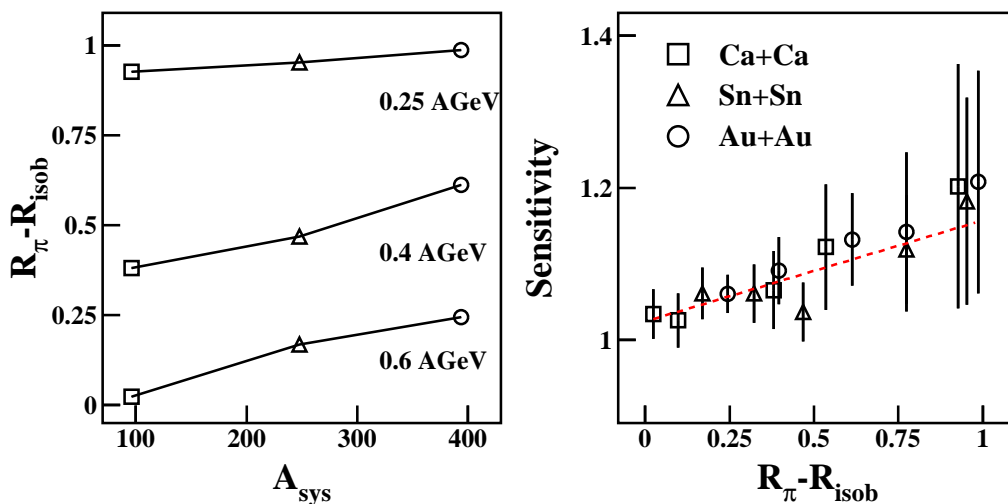 1
0.75
0.5
0.25
0
R_π-R_isob
0.25 AGeV
0.4 AGeV
0.6 AGeV
100 200 300 400
A_sys
1.4
1.2
1
Sensitivity
Ca+Ca
Sn+Sn
Au+Au
0 0.25 0.5 0.75 1
R_π-R_isob